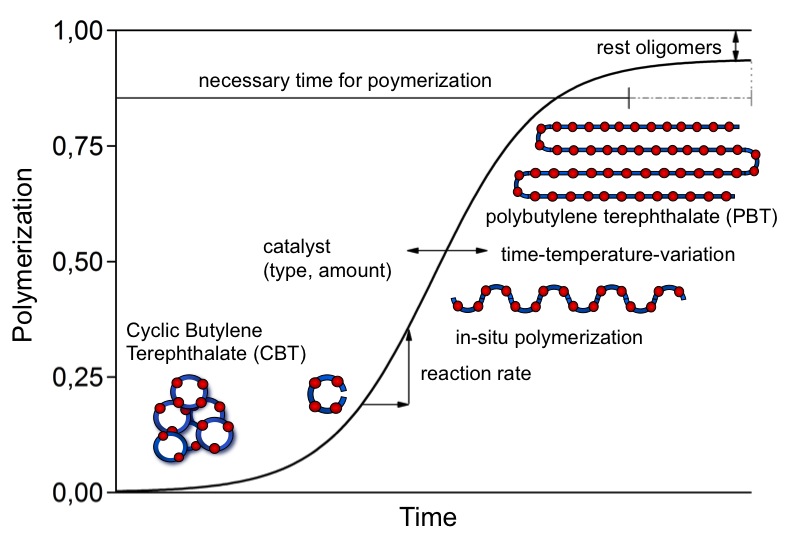 1,00
rest oligomers
necessary time for poymerization
0,75
polybutylene terephthalate (PBT)
catalyst
(type, amount)
time-temperature-variation
0,50
in-situ polymerization
Cyclic Butylene
Terephthalate (CBT)
reaction rate
0,25
0,00
Polymerization
Time